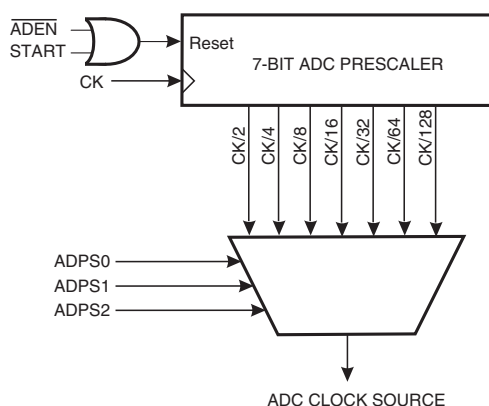 ADEN
START
Reset
7-BIT ADC PRESCALER
CK
CK/2
CK/4
CK/8
CK/16
CK/32
CK/64
CK/128
ADPS0
ADPS1
ADPS2
ADC CLOCK SOURCE